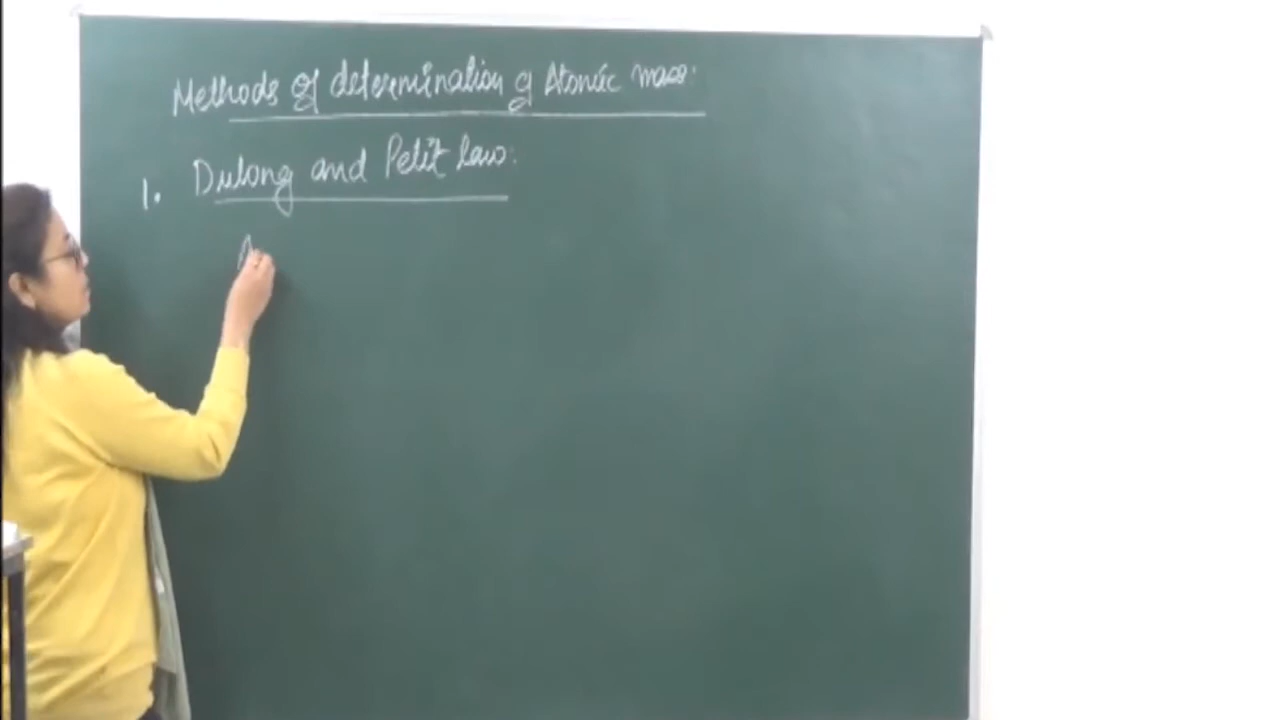 Methods of determination of Atomic mass:
1. Dulong and Petit law:
A